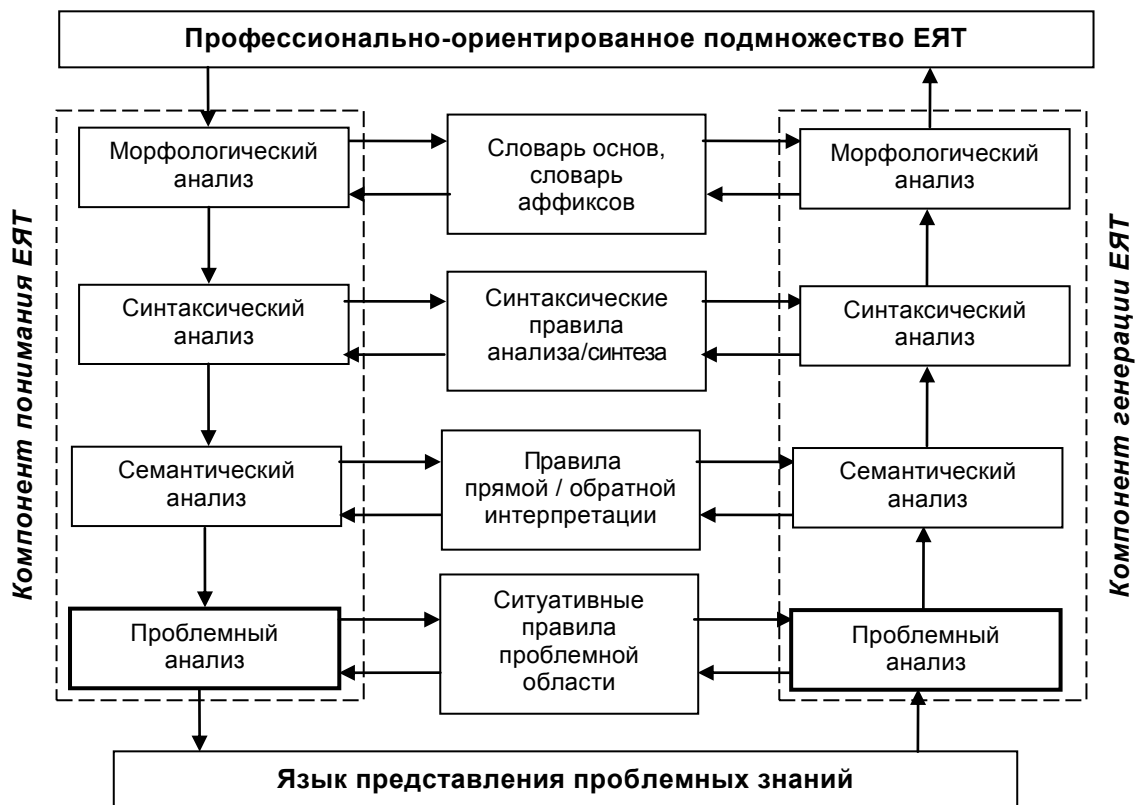 Профессионально-ориентированное подмножество ЕЯТ
Компонент понимания ЕЯТ
Морфологический
анализ
Словарь основ,
словарь
аффиксов
Морфологический
анализ
Синтаксический
анализ
Синтаксические
правила
анализа/синтеза
Синтаксический
анализ
Семантический
анализ
Правила
прямой / обратной
интерпретации
Семантический
анализ
Проблемный
анализ
Ситуативные
правила
проблемной
области
Проблемный
анализ
Компонент генерации ЕЯТ
Язык представления проблемных знаний